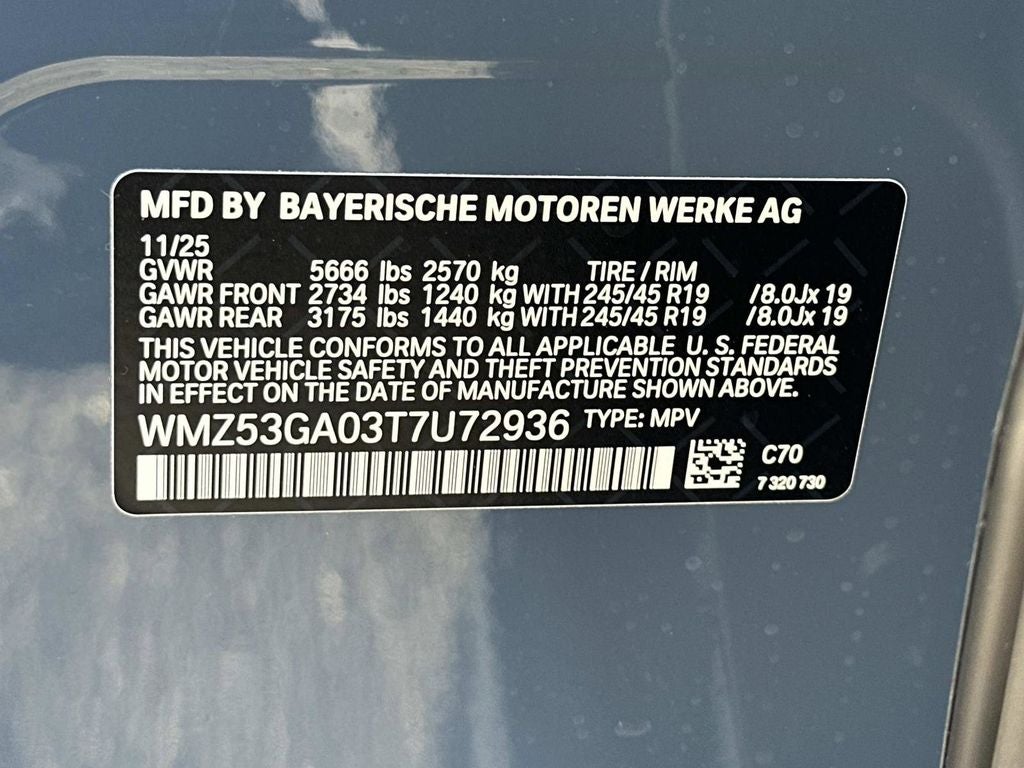 MFD BY BAYERISCHE MOTOREN WERKE AG
11/25
GVWR 5666 lbs 2570 kg TIRE / RIM
GAWR FRONT 2734 lbs 1240 kg WITH 245/45 R19 /8.0Jx 19
GAWR REAR 3175 lbs 1440 kg WITH 245/45 R19 /8.0Jx 19
THIS VEHICLE CONFORMS TO ALL APPLICABLE U. S. FEDERAL
MOTOR VEHICLE SAFETY AND THEFT PREVENTION STANDARDS
IN EFFECT ON THE DATE OF MANUFACTURE SHOWN ABOVE.
WMZ53GA03T7U72936 TYPE: MPV
C70
7 320 730